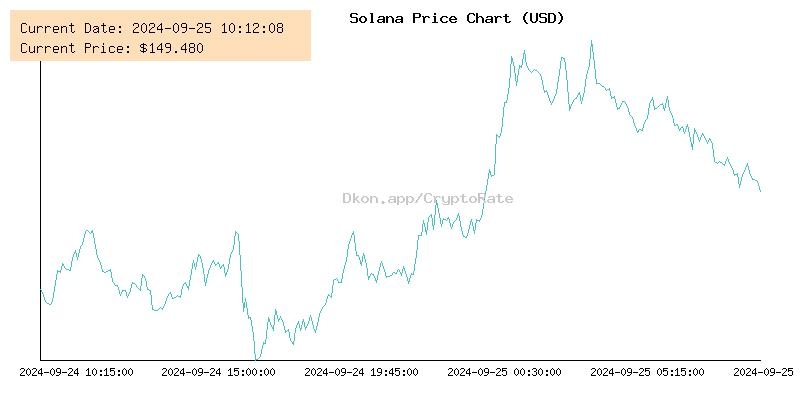 Solana Price Chart (USD)
Current Date: 2024-09-25 10:12:08
Current Price: $149.480
Dkon.app/CryptoRate
2024-09-24 10:15:00 2024-09-24 15:00:00 2024-09-24 19:45:00 2024-09-25 00:30:00 2024-09-25 05:15:00 2024-09-25